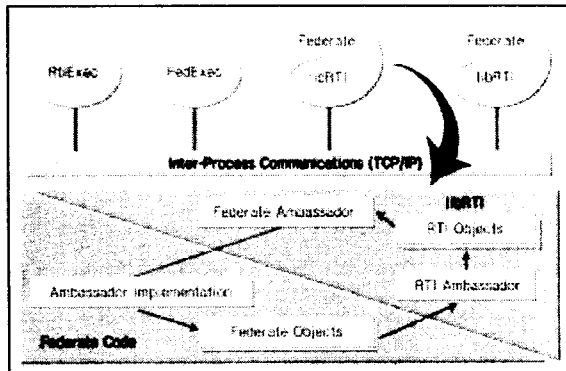 Federate
Federate
RtiExec
FedExec
libRTI
libRTI
Inter-Process Communications (TCP/IP)
libRTI
Federate Ambassador
RTI Objects
Ambassador Implementation
RTI Ambassador
Federate Objects
Federate Code